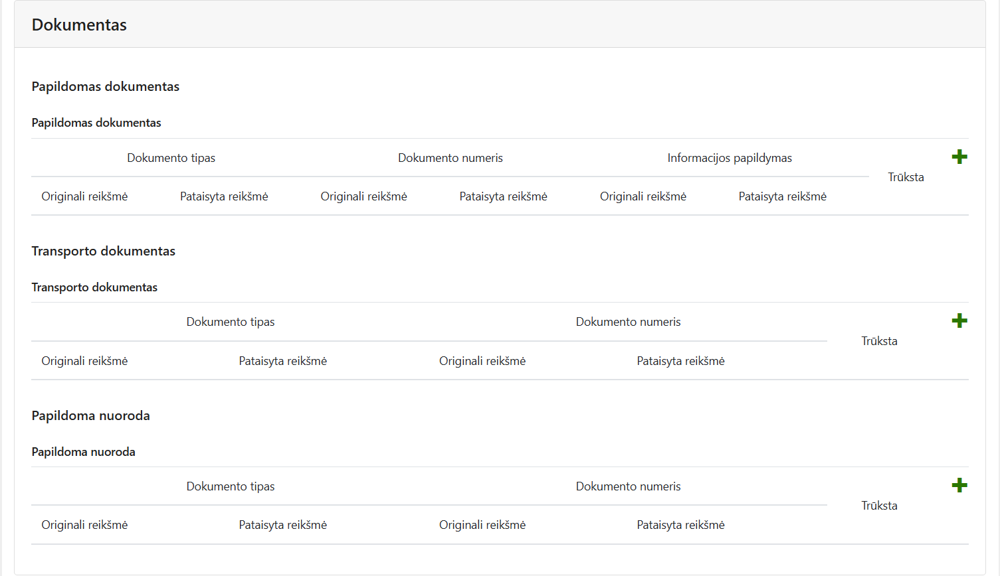 Dokumentas
Papildomas dokumentas
Papildomas dokumentas
Dokumento tipas Dokumento numeris Informacijos papildymas
Trūksta
Originali reikšmė Pataisyta reikšmė Originali reikšmė Pataisyta reikšmė Originali reikšmė Pataisyta reikšmė
Transporto dokumentas
Transporto dokumentas
Dokumento tipas Dokumento numeris
Trūksta
Originali reikšmė Pataisyta reikšmė Originali reikšmė Pataisyta reikšmė
Papildoma nuoroda
Papildoma nuoroda
Dokumento tipas Dokumento numeris
Trūksta
Originali reikšmė Pataisyta reikšmė Originali reikšmė Pataisyta reikšmė